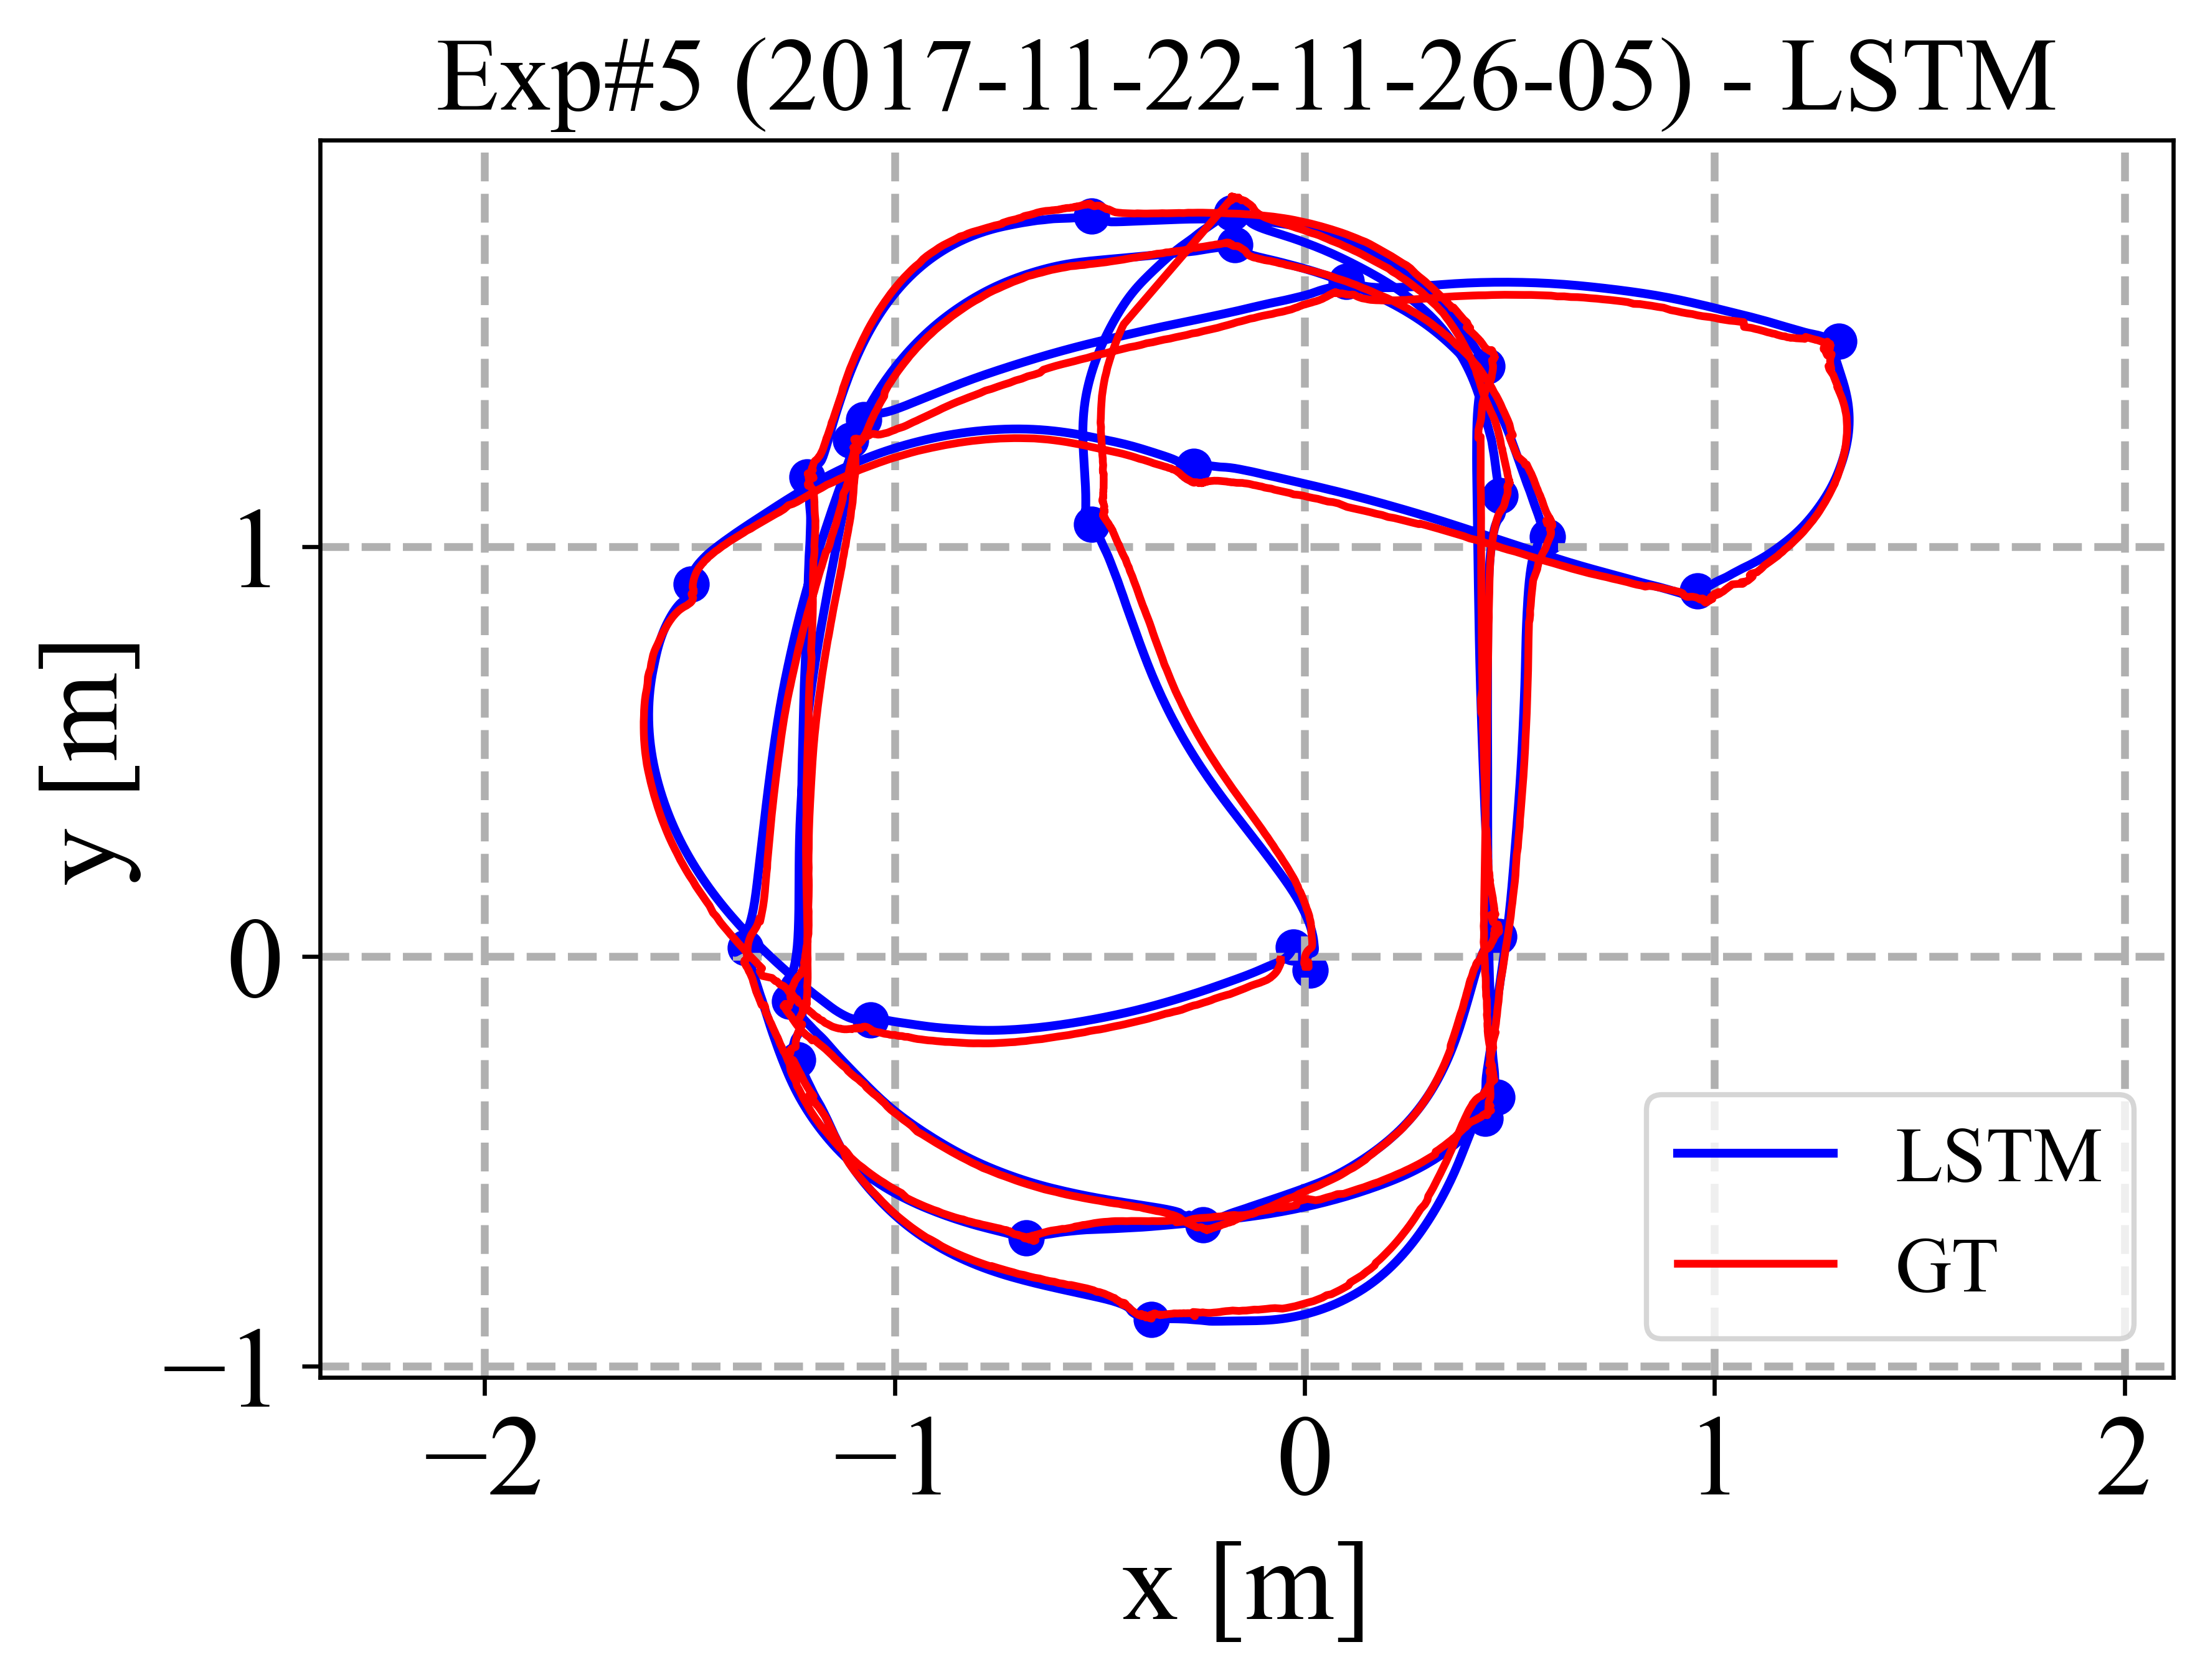 Exp#5 (2017-11-22-11-26-05) - LSTM
y [m]
1
0
−1
−2
−1
0
1
2
x [m]
LSTM
GT